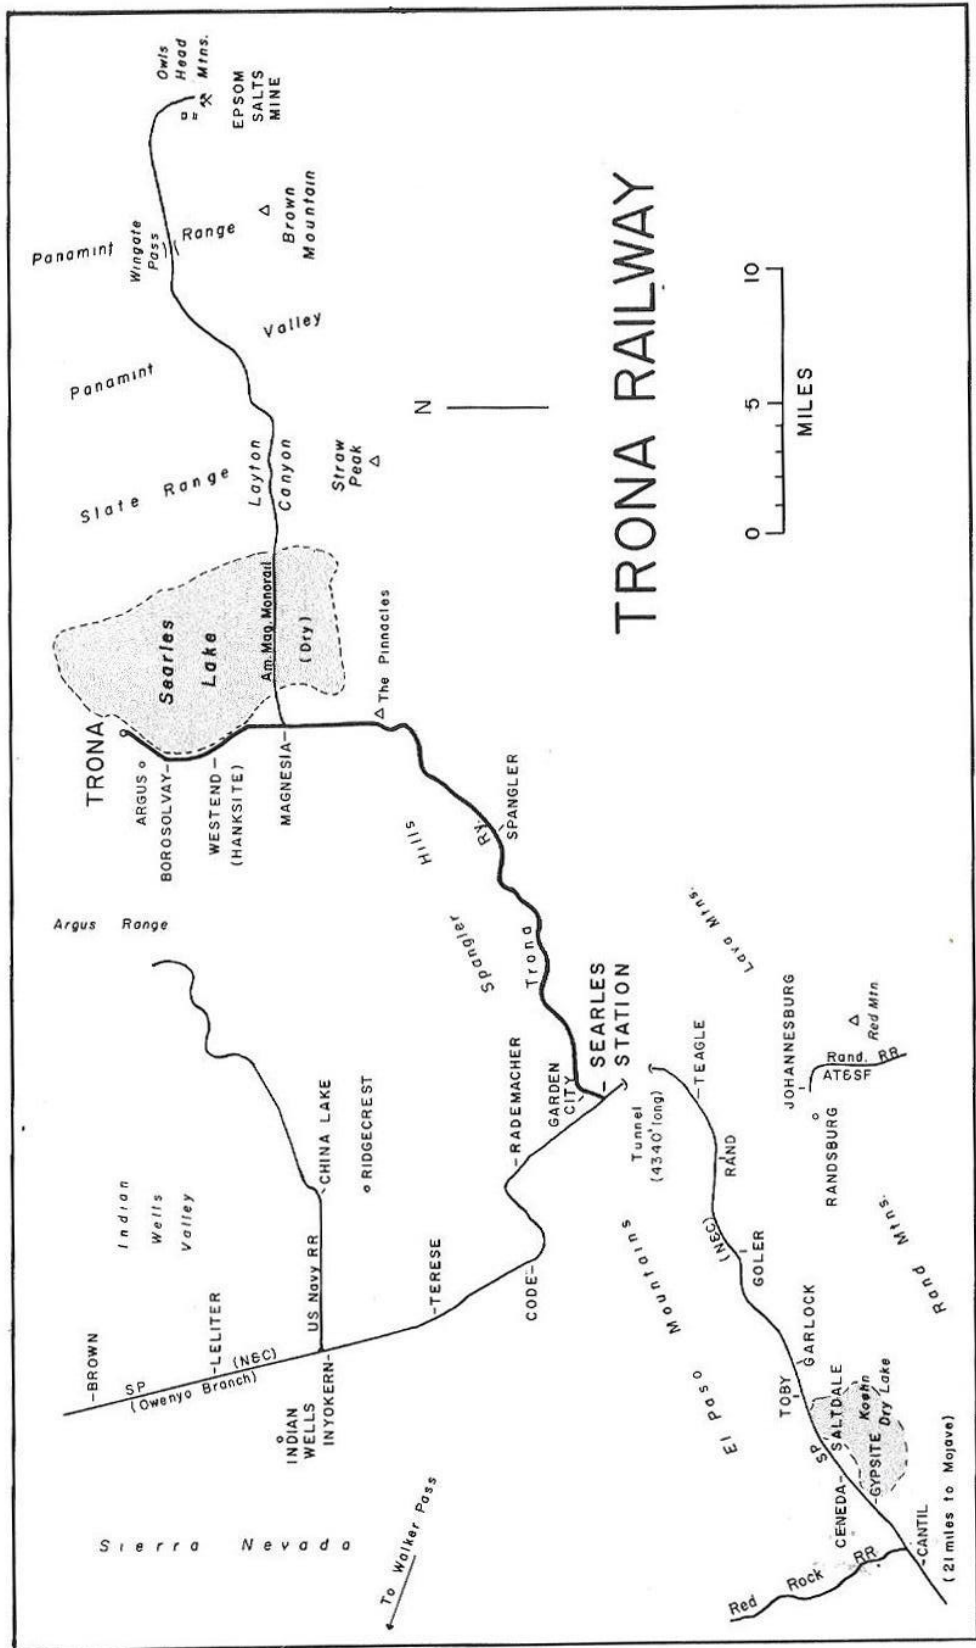 TRONA RAILWAY
N
0 5 10
MILES
Owls
Head
Mtns.
EPSOM
SALTS
MINE
Panamint
Range
Wingate
Pass
Brown
Mountain
Panamint
Valley
Slate Range
Layton
Canyon
Straw
Peak
Searles
Lake
Am. Mag. Monorail
(Dry)
The Pinnacles
TRONA
ARGUS
BOROSOLVAY
WESTEND
(HANKSITE)
MAGNESIA
Argus Range
Spangler Hills
SPANGLER
Trona Ry.
SEARLES
STATION
GARDEN
CITY
RADEMACHER
Tunnel
(4340' long)
Lava Mtns.
TEAGLE
JOHANNESBURG
Red Mtn
Rand. RR
AT&SF
RANDSBURG
RAND
Rand Mtns.
Indian
Wells
Valley
CHINA LAKE
RIDGECREST
US Navy RR
BROWN
LELITER
SP
(N&C)
(Owenyo Branch)
INDIAN
WELLS
INYOKERN
TERESE
CODE
El Paso Mountains
(N&C)
GOLER
GARLOCK
TOBY
SALTDALE
Koehn
Dry Lake
SP
CENEDA
GYPSITE
CANTIL
(21 miles to Mojave)
Red Rock RR
Sierra Nevada
To Walker Pass